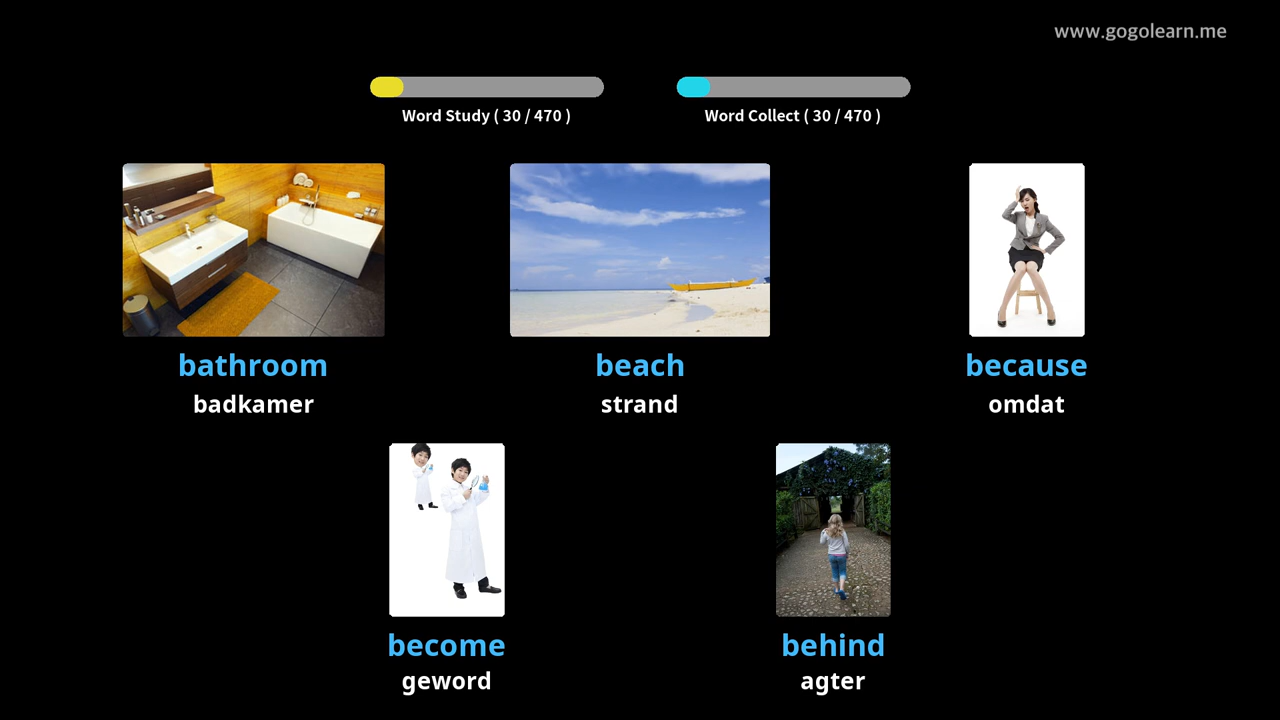 www.gogolearn.me
Word Study ( 30 / 470 )
Word Collect ( 30 / 470 )
bathroom
badkamer
beach
strand
because
omdat
become
geword
behind
agter